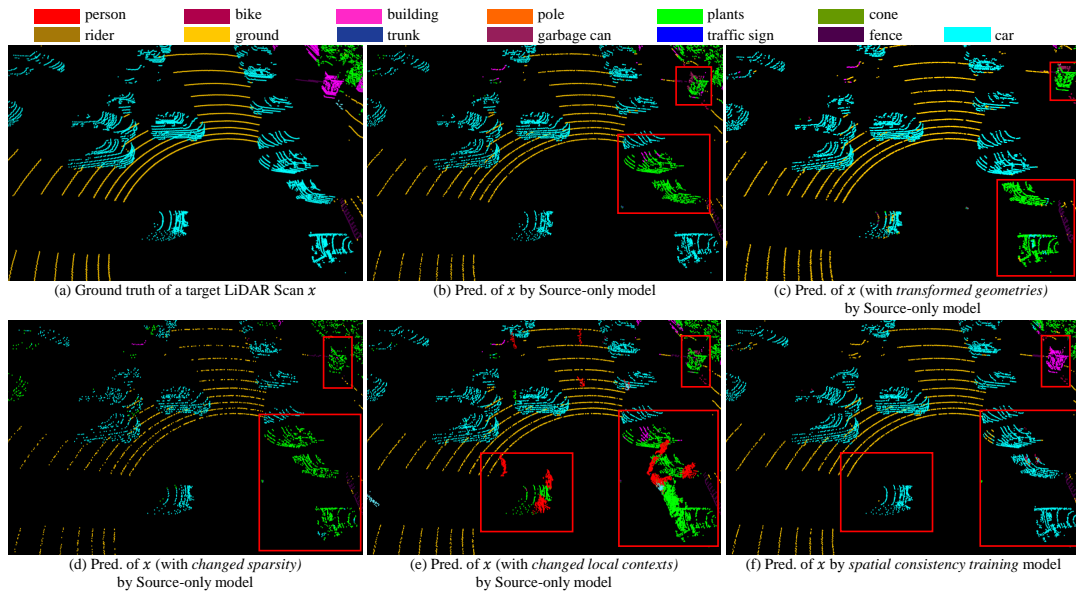 person bike building pole plants cone
rider ground trunk garbage can traffic sign fence car
(a) Ground truth of a target LiDAR Scan x
(b) Pred. of x by Source-only model
(c) Pred. of x (with transformed geometries)
by Source-only model
(d) Pred. of x (with changed sparsity)
by Source-only model
(e) Pred. of x (with changed local contexts)
by Source-only model
(f) Pred. of x by spatial consistency training model